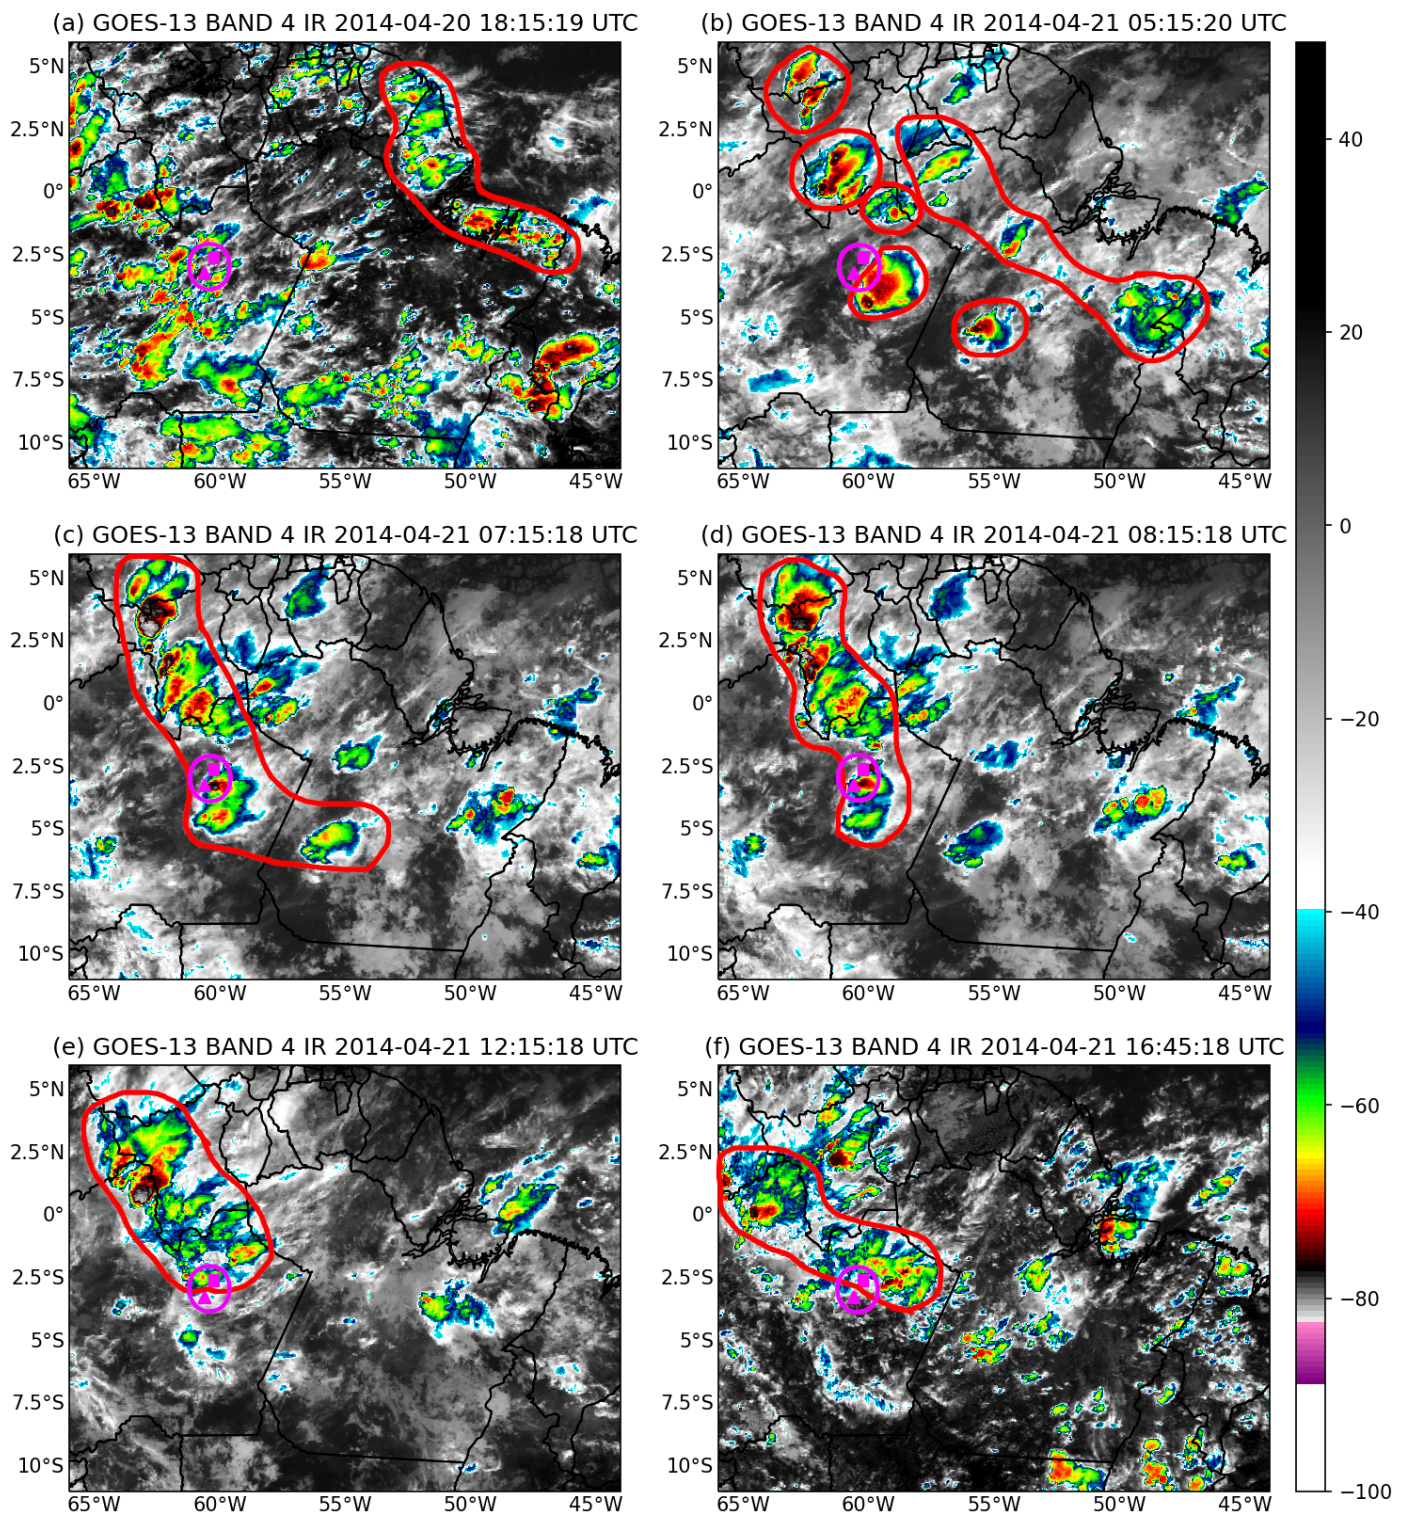 (a) GOES-13 BAND 4 IR 2014-04-20 18:15:19 UTC
5°N
2.5°N
0°
2.5°S
5°S
7.5°S
10°S
65°W 60°W 55°W 50°W 45°W
(b) GOES-13 BAND 4 IR 2014-04-21 05:15:20 UTC
5°N
2.5°N
0°
2.5°S
5°S
7.5°S
10°S
65°W 60°W 55°W 50°W 45°W
(c) GOES-13 BAND 4 IR 2014-04-21 07:15:18 UTC
5°N
2.5°N
0°
2.5°S
5°S
7.5°S
10°S
65°W 60°W 55°W 50°W 45°W
(d) GOES-13 BAND 4 IR 2014-04-21 08:15:18 UTC
5°N
2.5°N
0°
2.5°S
5°S
7.5°S
10°S
65°W 60°W 55°W 50°W 45°W
(e) GOES-13 BAND 4 IR 2014-04-21 12:15:18 UTC
5°N
2.5°N
0°
2.5°S
5°S
7.5°S
10°S
65°W 60°W 55°W 50°W 45°W
(f) GOES-13 BAND 4 IR 2014-04-21 16:45:18 UTC
5°N
2.5°N
0°
2.5°S
5°S
7.5°S
10°S
65°W 60°W 55°W 50°W 45°W
40
20
0
−20
−40
−60
−80
−100